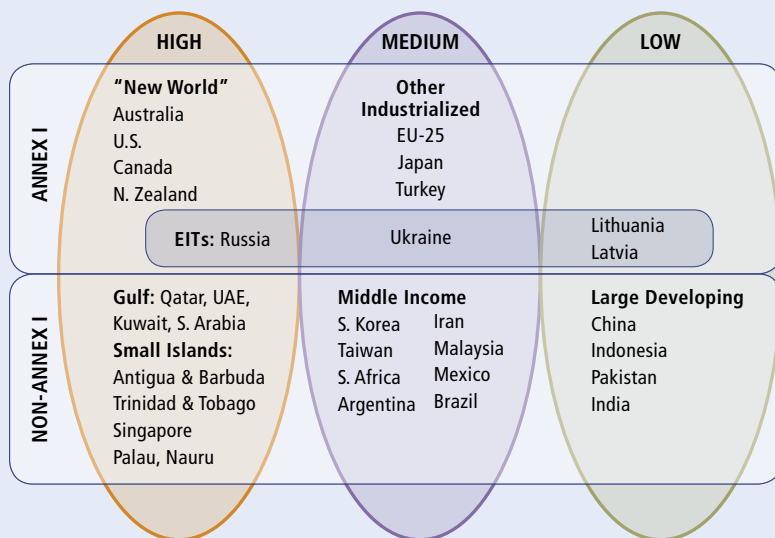 HIGH
MEDIUM
LOW
ANNEX I
“New World”
Australia
U.S.
Canada
N. Zealand
Other
Industrialized
EU-25
Japan
Turkey
EITs: Russia
Ukraine
Lithuania
Latvia
NON-ANNEX I
Gulf: Qatar, UAE,
Kuwait, S. Arabia
Small Islands:
Antigua & Barbuda
Trinidad & Tobago
Singapore
Palau, Nauru
Middle Income
S. Korea
Taiwan
S. Africa
Argentina
Iran
Malaysia
Mexico
Brazil
Large Developing
China
Indonesia
Pakistan
India